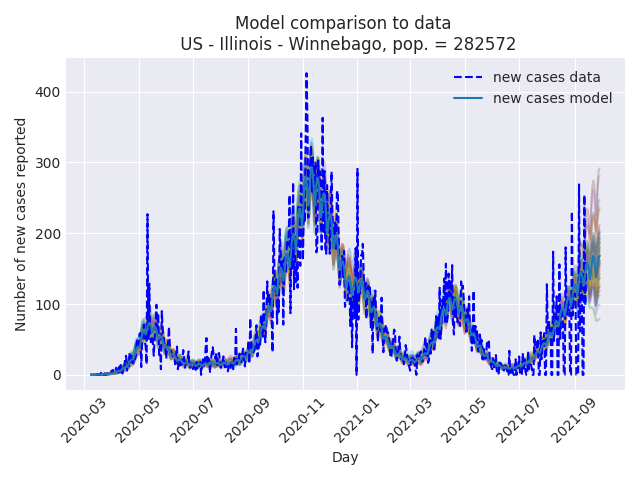 Model comparison to data
US - Illinois - Winnebago, pop. = 282572
new cases data
new cases model
Number of new cases reported
400
300
200
100
0
2020-03
2020-05
2020-07
2020-09
2020-11
2021-01
2021-03
2021-05
2021-07
2021-09
Day